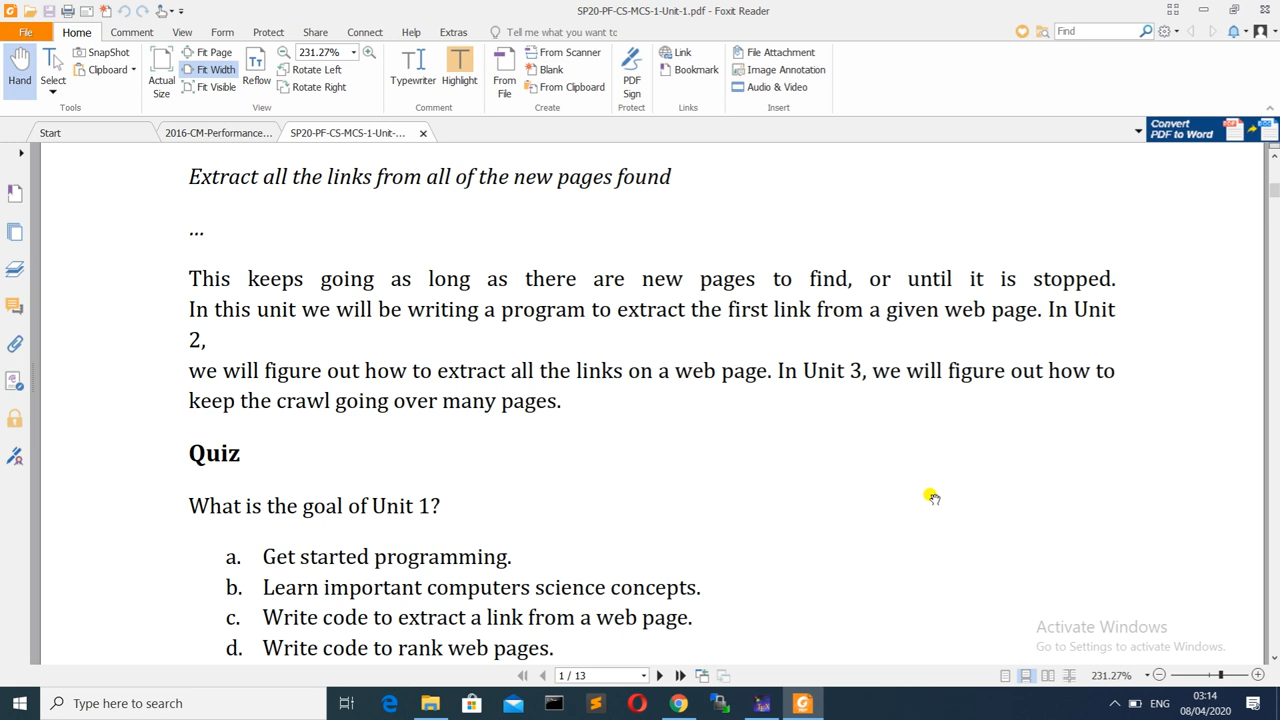 SP20-PF-CS-MCS-1-Unit-1.pdf - Foxit Reader
File Home Comment View Form Protect Share Connect Help Extras Tell me what you want to Find
Hand
Select
Tools
SnapShot
Clipboard
Actual Size
Fit Page
Fit Width
Fit Visible
Reflow
231.27%
Rotate Left
Rotate Right
View
Typewriter
Highlight
Comment
From File
From Scanner
Blank
From Clipboard
Create
PDF Sign
Protect
Link
Bookmark
Links
File Attachment
Image Annotation
Audio & Video
Insert
Start 2016-CM-Performance... SP20-PF-CS-MCS-1-Unit-...
Convert
PDF to Word
Extract all the links from all of the new pages found
...
This keeps going as long as there are new pages to find, or until it is stopped.
In this unit we will be writing a program to extract the first link from a given web page. In Unit
2,
we will figure out how to extract all the links on a web page. In Unit 3, we will figure out how to
keep the crawl going over many pages.
Quiz
What is the goal of Unit 1?
a. Get started programming.
b. Learn important computers science concepts.
c. Write code to extract a link from a web page.
d. Write code to rank web pages.
Activate Windows
Go to Settings to activate Windows.
1 / 13
231.27%
Type here to search
ENG
03:14
08/04/2020